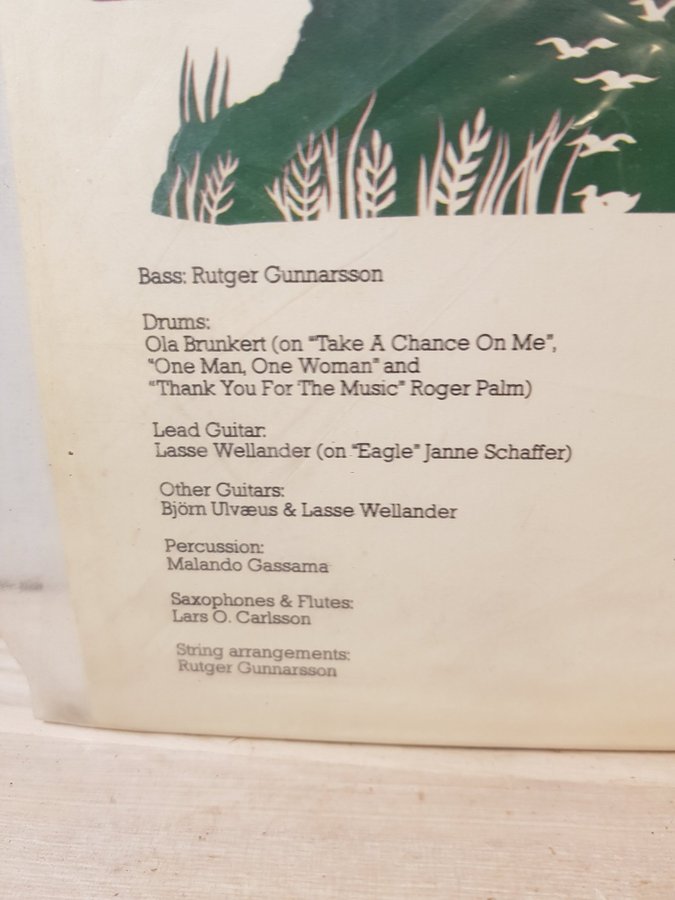 Bass: Rutger Gunnarsson
Drums:
Ola Brunkert (on "Take A Chance On Me",
"One Man, One Woman" and
"Thank You For The Music" Roger Palm)
Lead Guitar:
Lasse Wellander (on "Eagle" Janne Schaffer)
Other Guitars:
Björn Ulvæus & Lasse Wellander
Percussion:
Malando Gassama
Saxophones & Flutes:
Lars O. Carlsson
String arrangements:
Rutger Gunnarsson